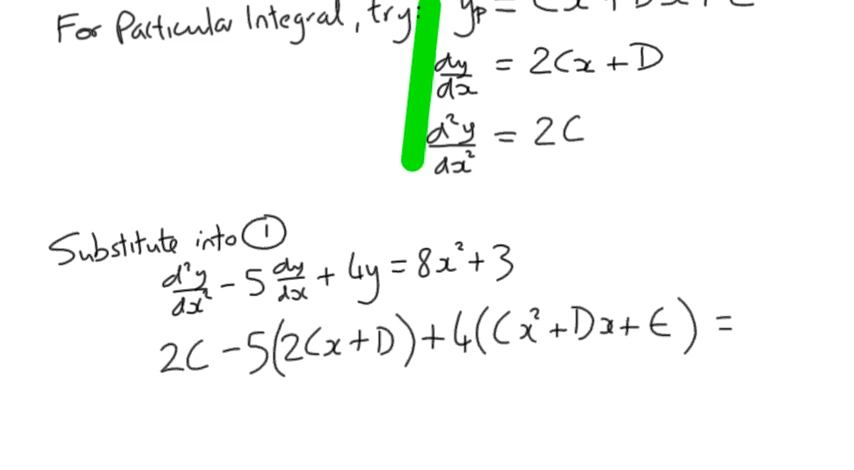 For Particular Integral, try: yₚ = Cx² + Dx + E
dy/dx = 2Cx + D
d²y/dx² = 2C
Substitute into ①
d²y/dx² - 5 dy/dx + 4y = 8x² + 3
2C - 5(2Cx + D) + 4(Cx² + Dx + E) =